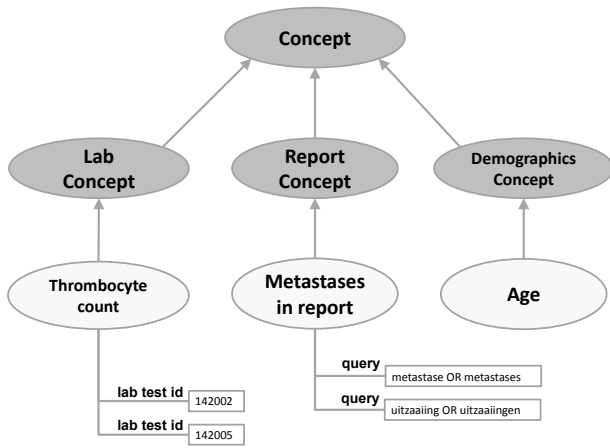 Concept
Lab
Concept
Report
Concept
Demographics
Concept
Thrombocyte
count
Metastases
in report
Age
lab test id
142002
lab test id
142005
query
metastase OR metastases
query
uitzaaiing OR uitzaaiingen